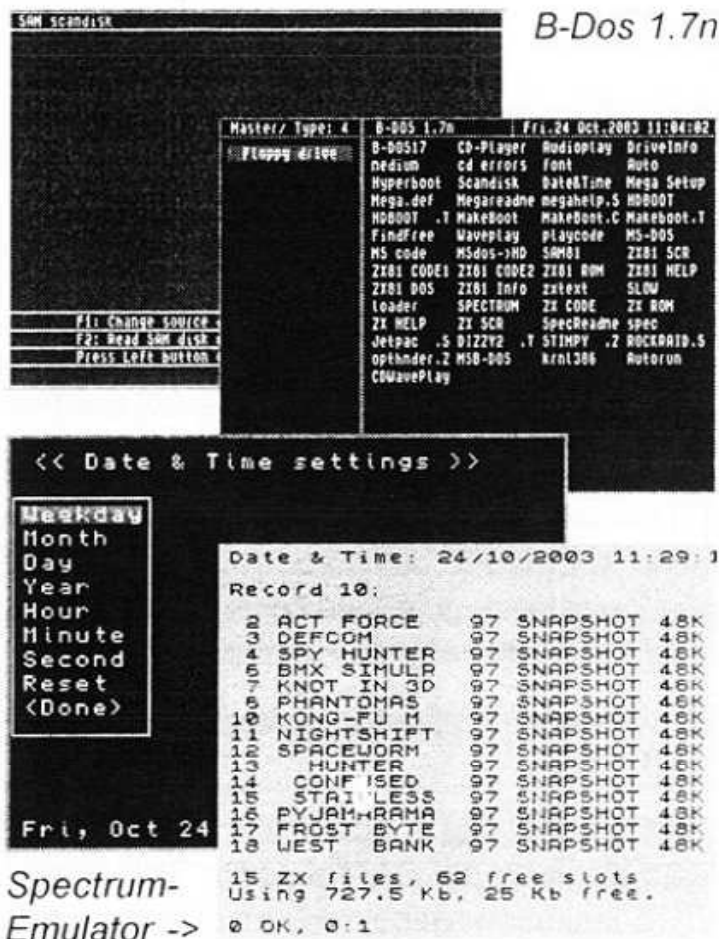 SAM scandisk
B-Dos 1.7n
Master/ Type: 4
Floppy drive
B-DOS 1.7n Fri.24 Oct.2003 11:04:02
B-DOS17 CD-Player Audioplay DriveInfo
medium cd errors font Auto
Hyperboot Scandisk Date&Time Mega Setup
Mega.def Megareadme megahelp.S HDBOOT
HDBOOT .T MakeBoot MakeBoot.C Makeboot.T
FindFree Waveplay playcode MS-DOS
MS code MSdos->HD SAM81 ZX81 SCR
ZX81 CODE1 ZX81 CODE2 ZX81 ROM ZX81 HELP
ZX81 DOS ZX81 Info zxtext SLOW
loader SPECTRUM ZX CODE ZX ROM
ZX HELP ZX SCR SpecReadme spec
Jetpac .S DIZZY2 .T STIMPY .Z ROCKRAID.S
opthnder.Z MSB-DOS krnl386 Autorun
CDWavePlay
F1: Change source
F2: Read SAM disk
Press Left button
<< Date & Time settings >>
Weekday
Month
Day
Year
Hour
Minute
Second
Reset
<Done>
Fri, Oct 24
Date & Time: 24/10/2003 11:29:1
Record 10:
2 ACT FORCE 97 SNAPSHOT 48K
3 DEFCOM 97 SNAPSHOT 48K
4 SPY HUNTER 97 SNAPSHOT 48K
BMX SIMULR 97 SNAPSHOT 48K
7 KNOT IN 3D 97 SNAPSHOT 48K
PHANTOMAS 97 SNAPSHOT 48K
10 KONG-FU M 97 SNAPSHOT 48K
11 NIGHTSHIFT 97 SNAPSHOT 48K
12 SPACEWORM 97 SNAPSHOT 48K
13 HUNTER 97 SNAPSHOT 48K
14 CONFUSED 97 SNAPSHOT 48K
15 STAINLESS 97 SNAPSHOT 48K
16 PYJAMARAMA 97 SNAPSHOT 48K
17 FROST BYTE 97 SNAPSHOT 48K
18 WEST BANK 97 SNAPSHOT 48K
15 ZX files, 62 free slots
Using 727.5 Kb, 25 Kb free.
0 OK, 0:1
Spectrum-
Emulator ->